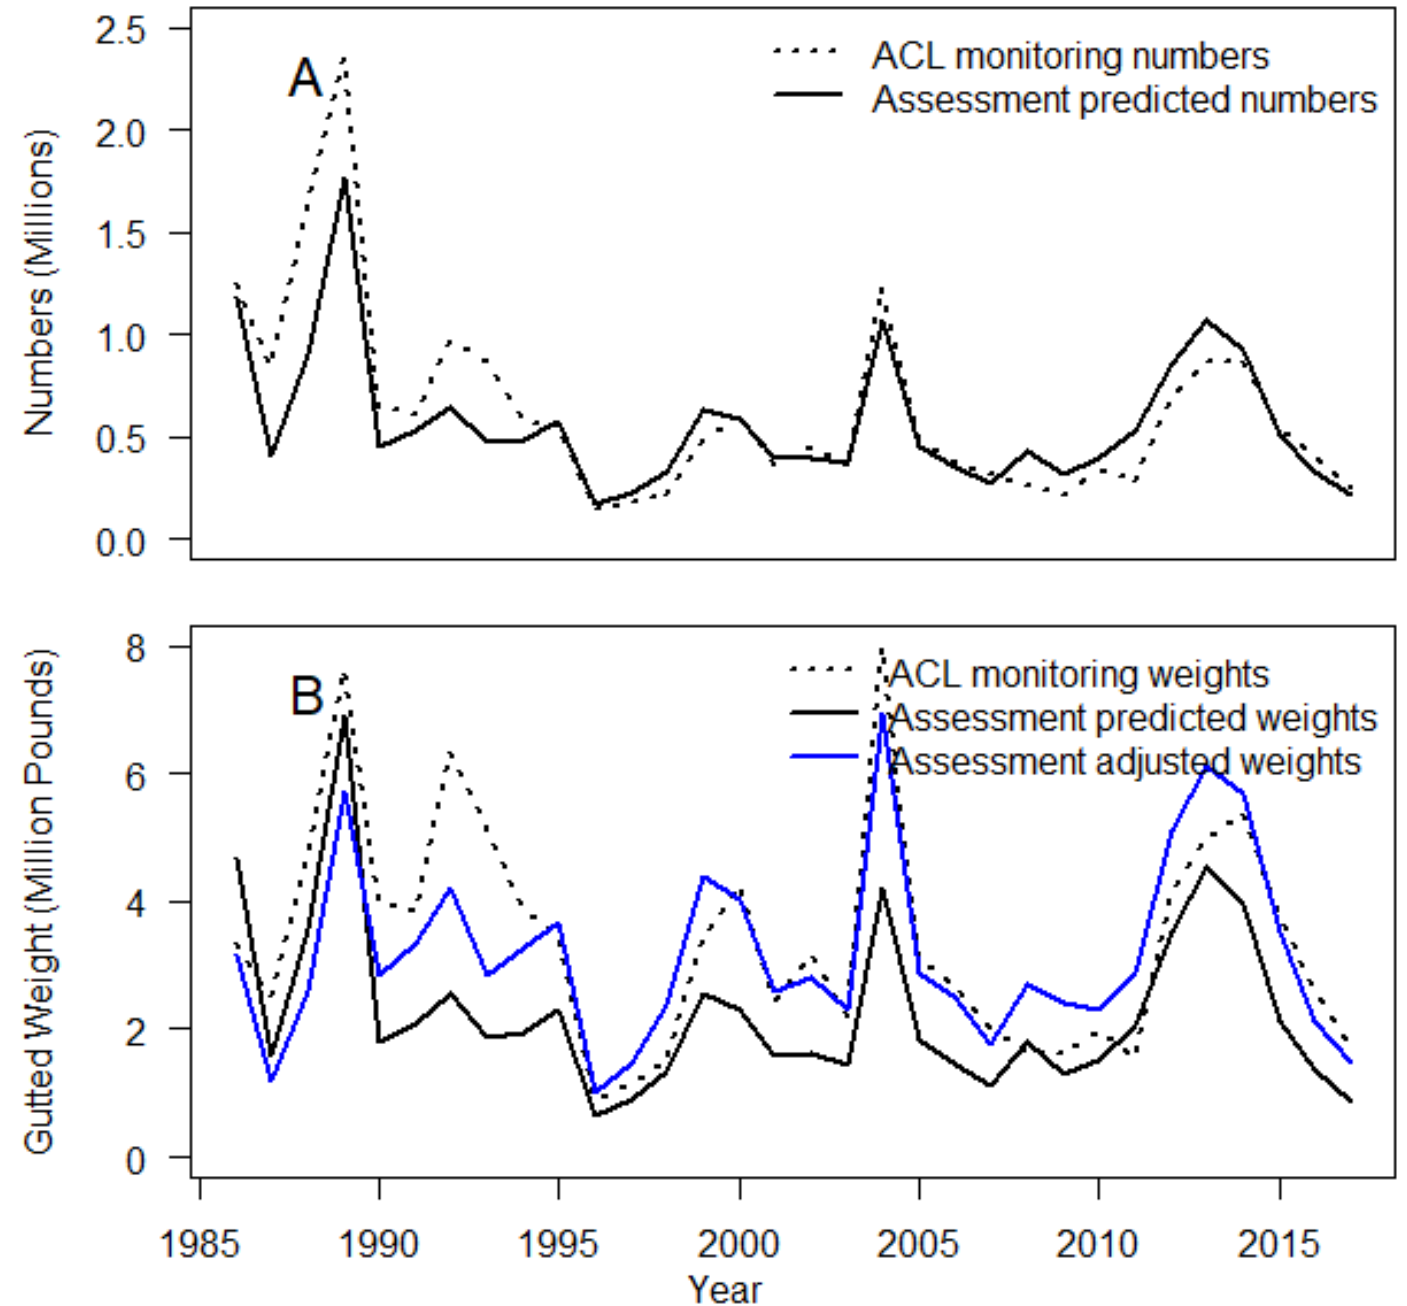 2.5
2.0
1.5
1.0
0.5
0.0
Numbers (Millions)
A
ACL monitoring numbers
Assessment predicted numbers
8
6
4
2
0
Gutted Weight (Million Pounds)
B
ACL monitoring weights
Assessment predicted weights
Assessment adjusted weights
1985 1990 1995 2000 2005 2010 2015
Year